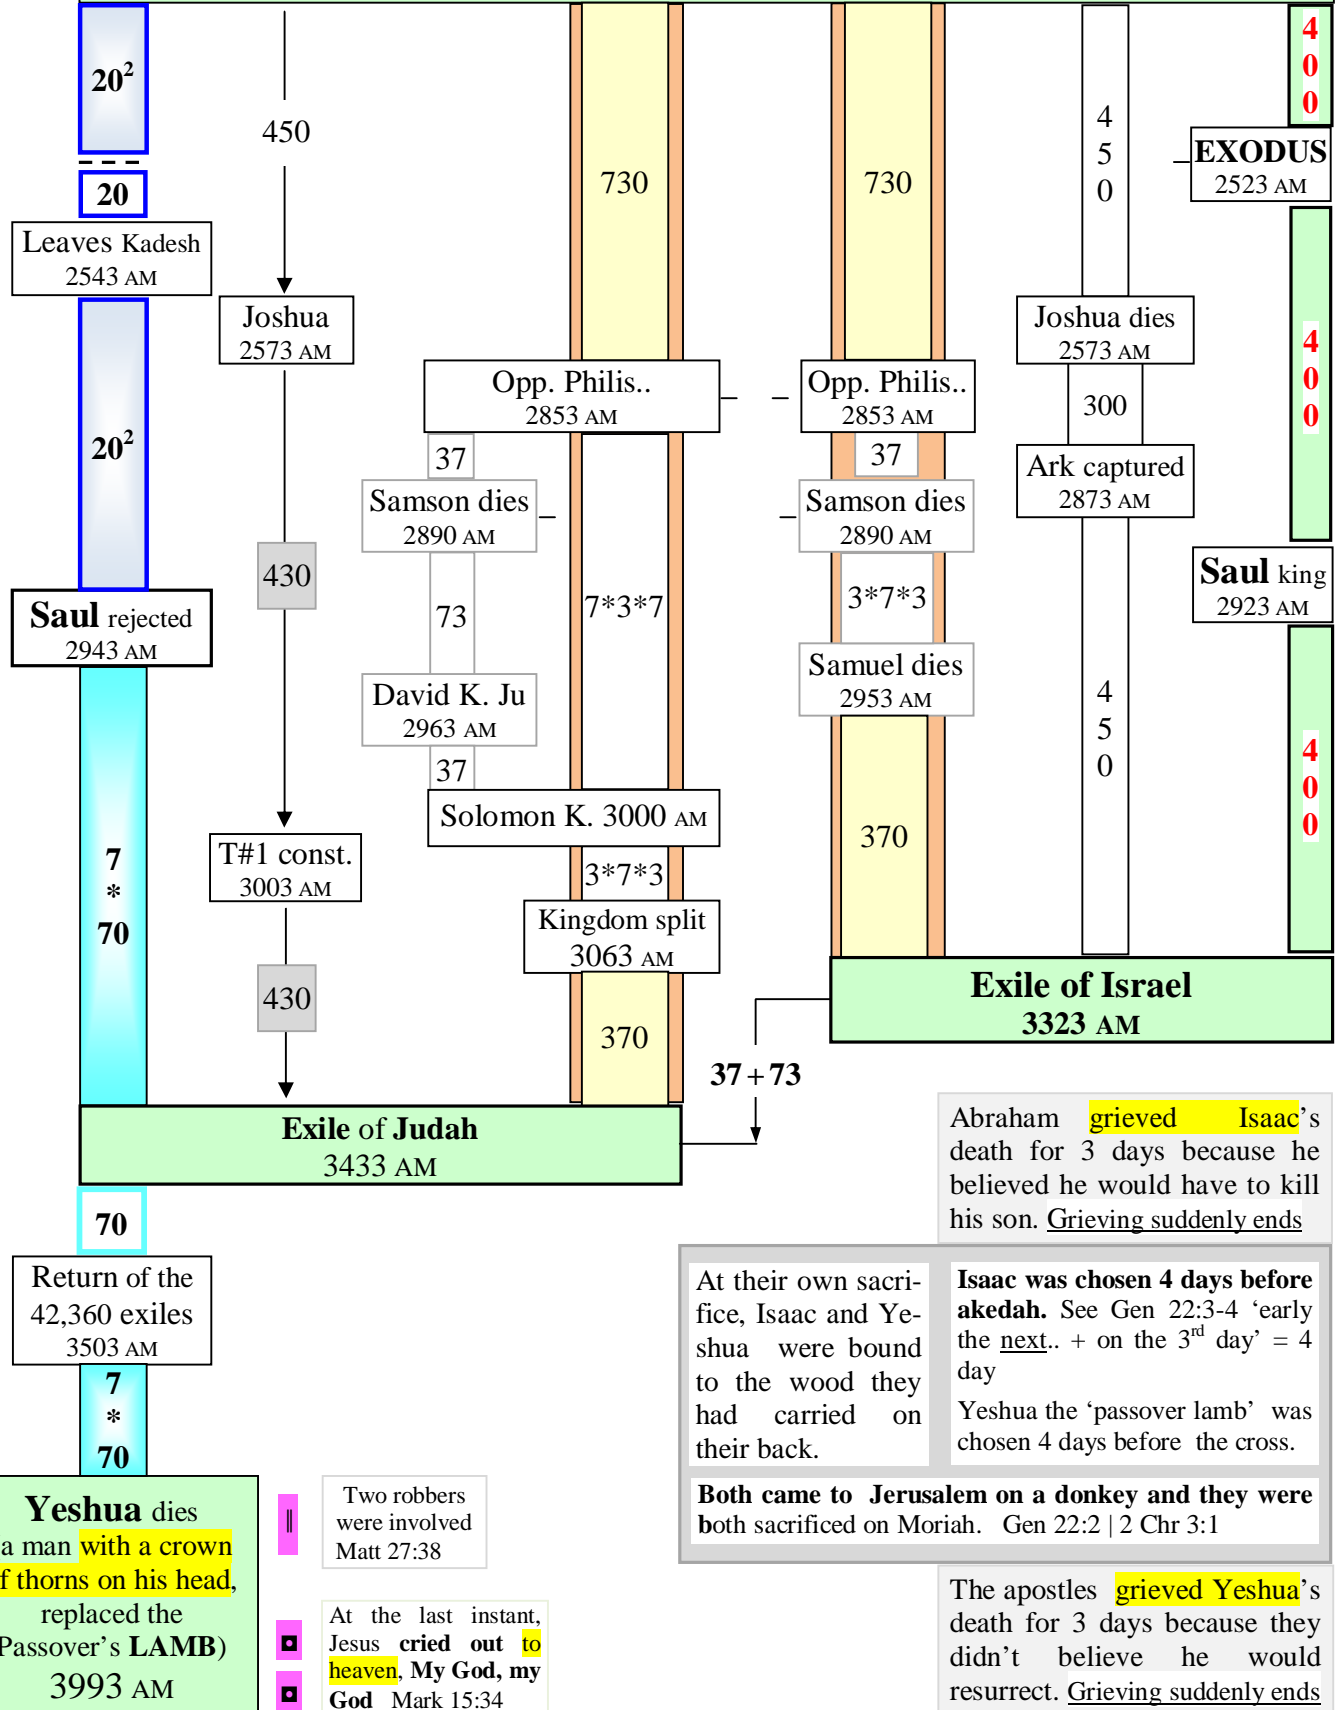 20²
20
Leaves Kadesh
2543 AM
20²
Saul rejected
2943 AM
7
*
70
450
Joshua
2573 AM
430
T#1 const.
3003 AM
430
730
Opp. Philis..
2853 AM
37
Samson dies
2890 AM
73
David K. Ju
2963 AM
37
7*3*7
Solomon K. 3000 AM
3*7*3
Kingdom split
3063 AM
370
730
Opp. Philis..
2853 AM
37
Samson dies
2890 AM
3*7*3
Samuel dies
2953 AM
370
4
5
0
Joshua dies
2573 AM
300
Ark captured
2873 AM
4
5
0
4
0
0
EXODUS
2523 AM
4
0
0
Saul king
2923 AM
4
0
0
Exile of Israel
3323 AM
37 + 73
Exile of Judah
3433 AM
70
Return of the
42,360 exiles
3503 AM
7
*
70
Yeshua dies
a man with a crown
f thorns on his head,
replaced the
Passover's LAMB)
3993 AM
Two robbers
were involved
Matt 27:38
At the last instant,
Jesus cried out to
heaven, My God, my
God Mark 15:34
Abraham grieved Isaac's
death for 3 days because he
believed he would have to kill
his son. Grieving suddenly ends
At their own sacri-
fice, Isaac and Ye-
shua were bound
to the wood they
had carried on
their back.
Isaac was chosen 4 days before
akedah. See Gen 22:3-4 'early
the next.. + on the 3rd day' = 4
day
Yeshua the 'passover lamb' was
chosen 4 days before the cross.
Both came to Jerusalem on a donkey and they were
both sacrificed on Moriah. Gen 22:2 | 2 Chr 3:1
The apostles grieved Yeshua's
death for 3 days because they
didn't believe he would
resurrect. Grieving suddenly ends